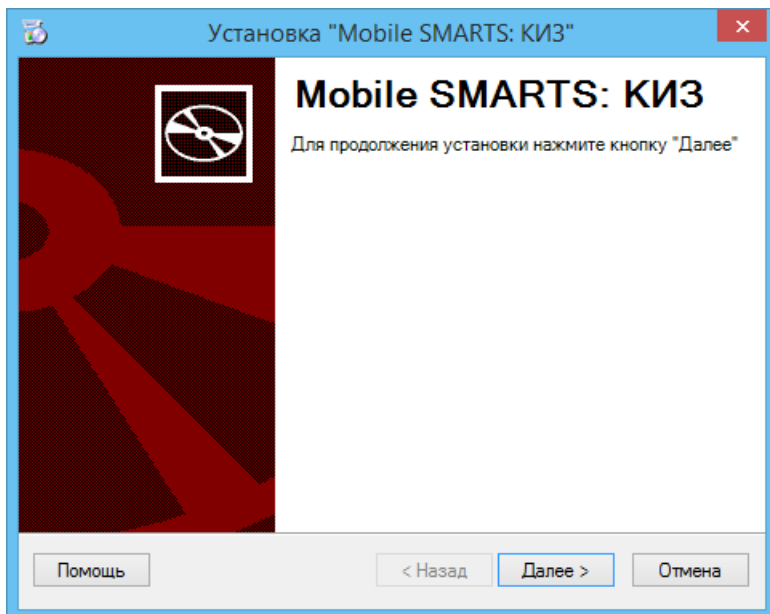 Установка "Mobile SMARTS: КИЗ"
Mobile SMARTS: КИЗ
Для продолжения установки нажмите кнопку "Далее"
Помощь
< Назад
Далее >
Отмена